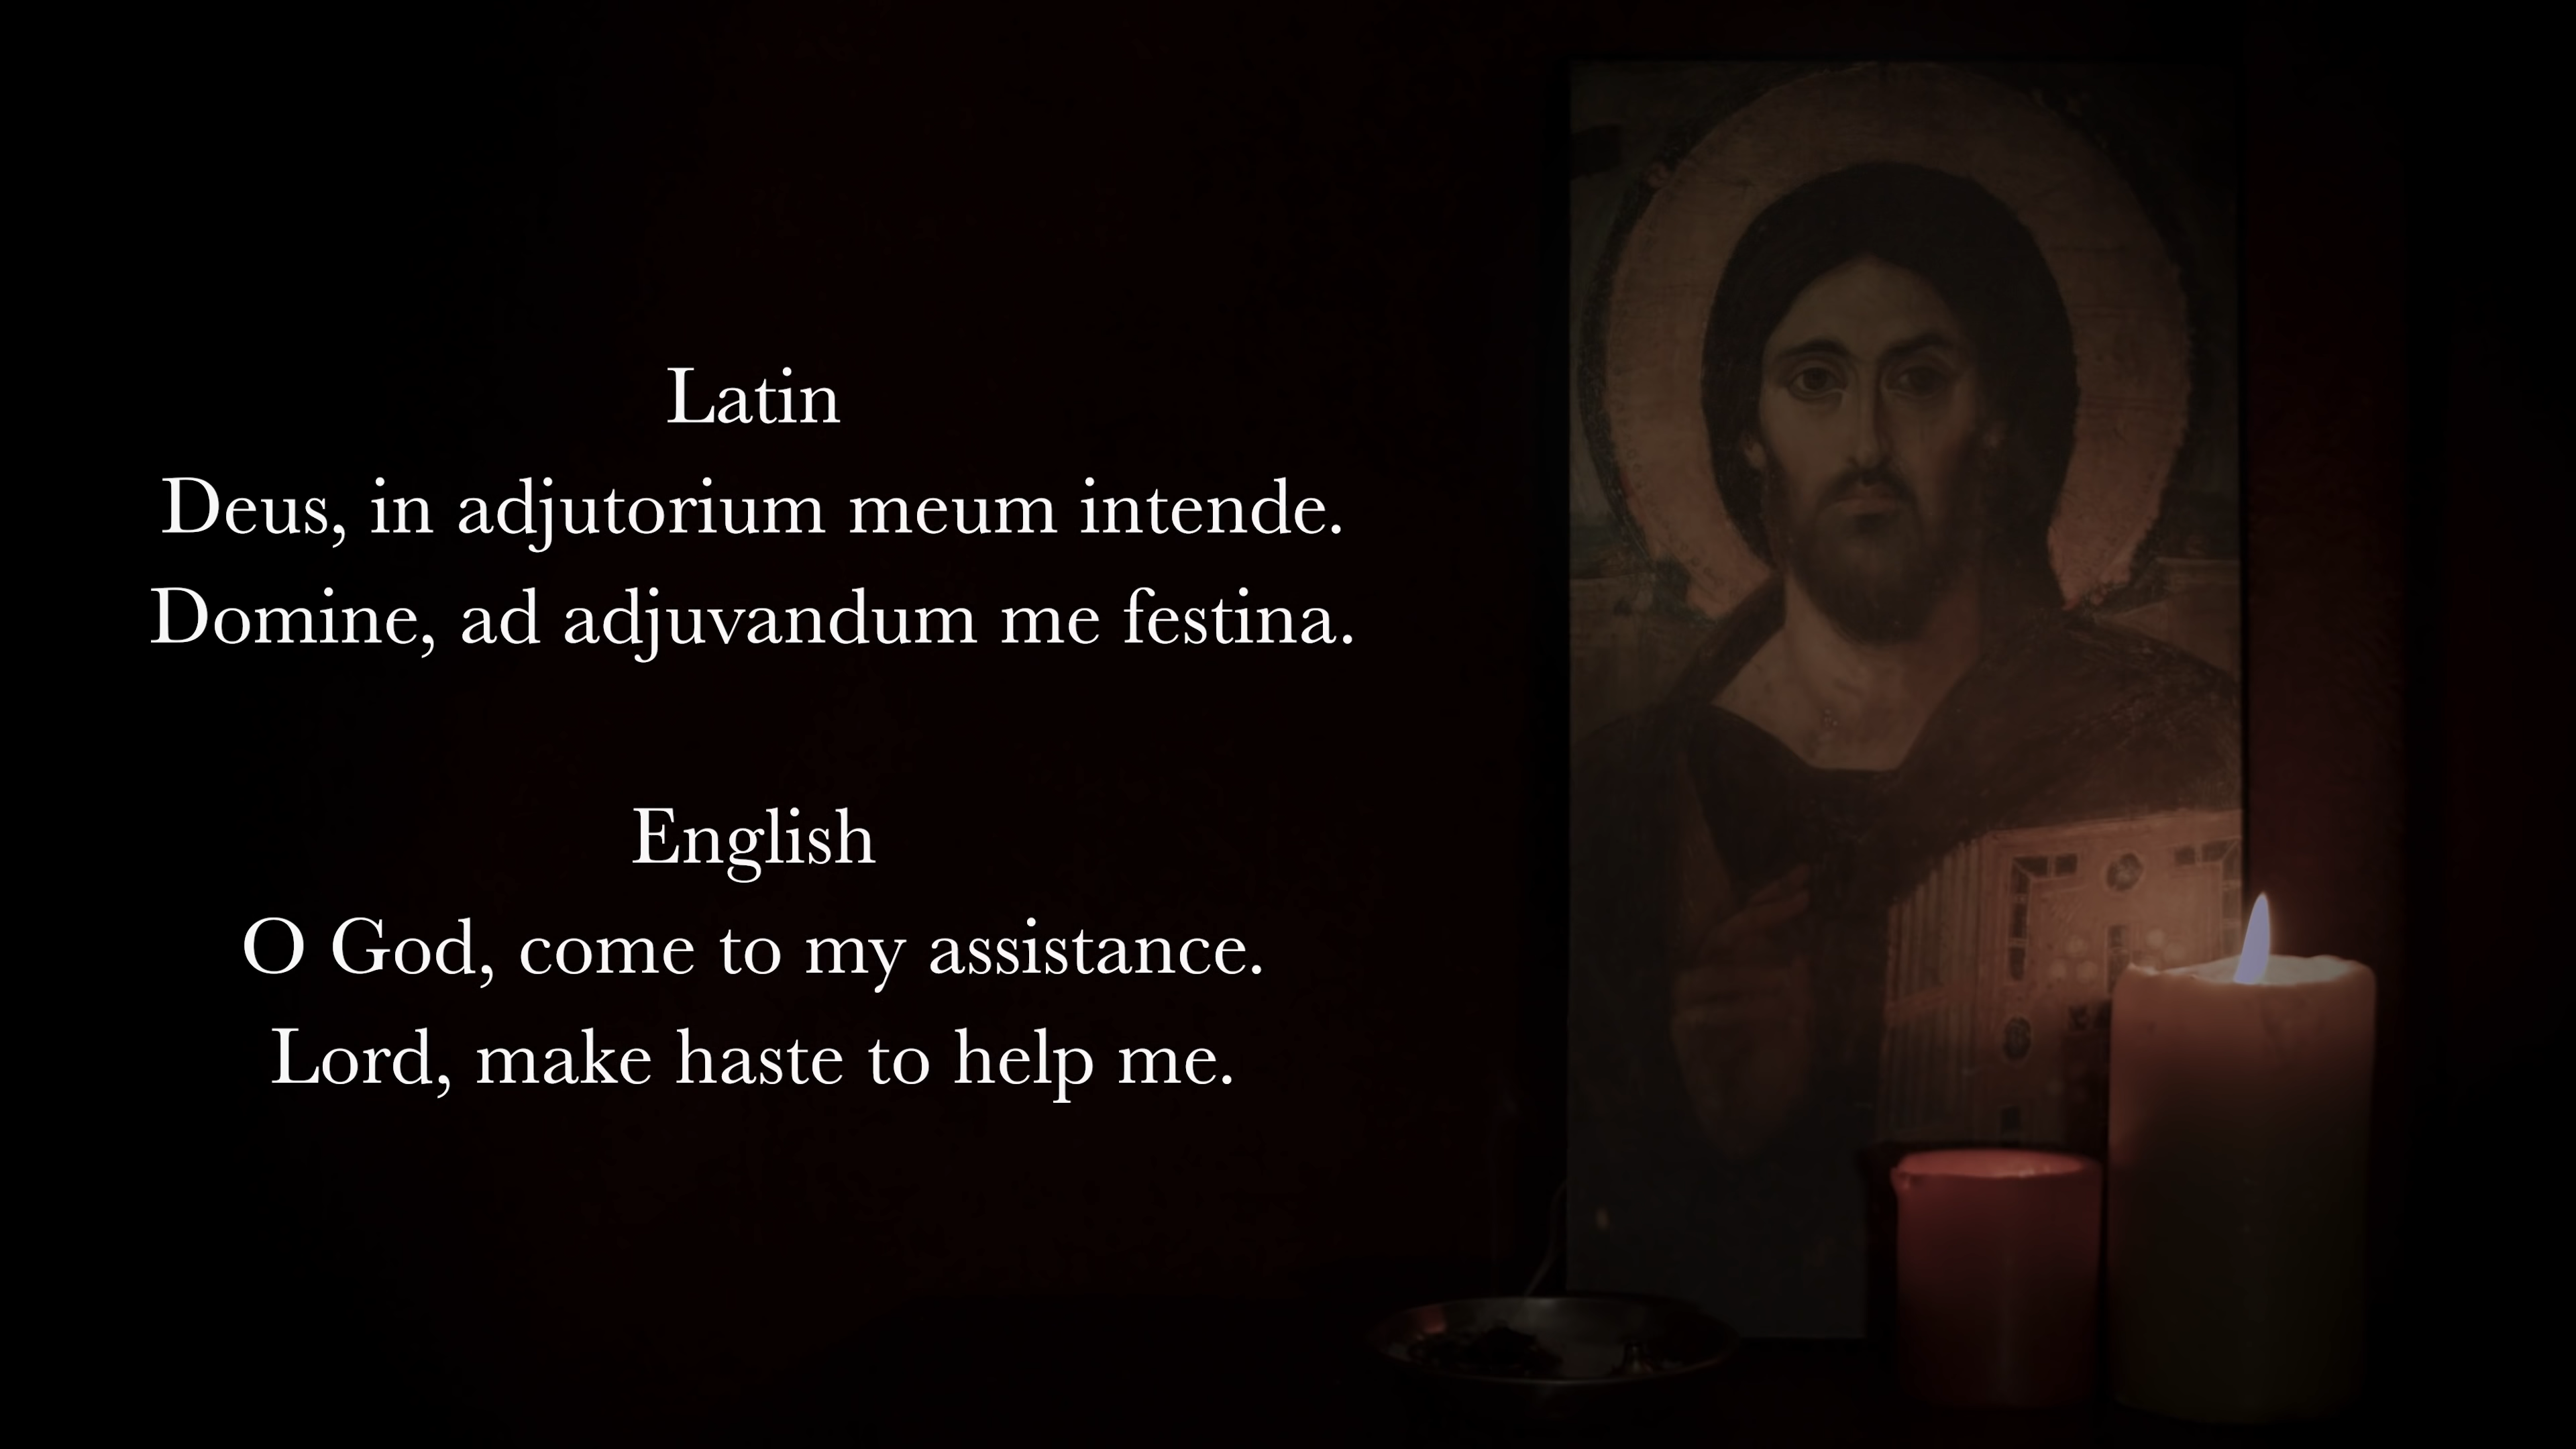 Latin
Deus, in adjutorium meum intende.
Domine, ad adjuvandum me festina.
English
O God, come to my assistance.
Lord, make haste to help me.